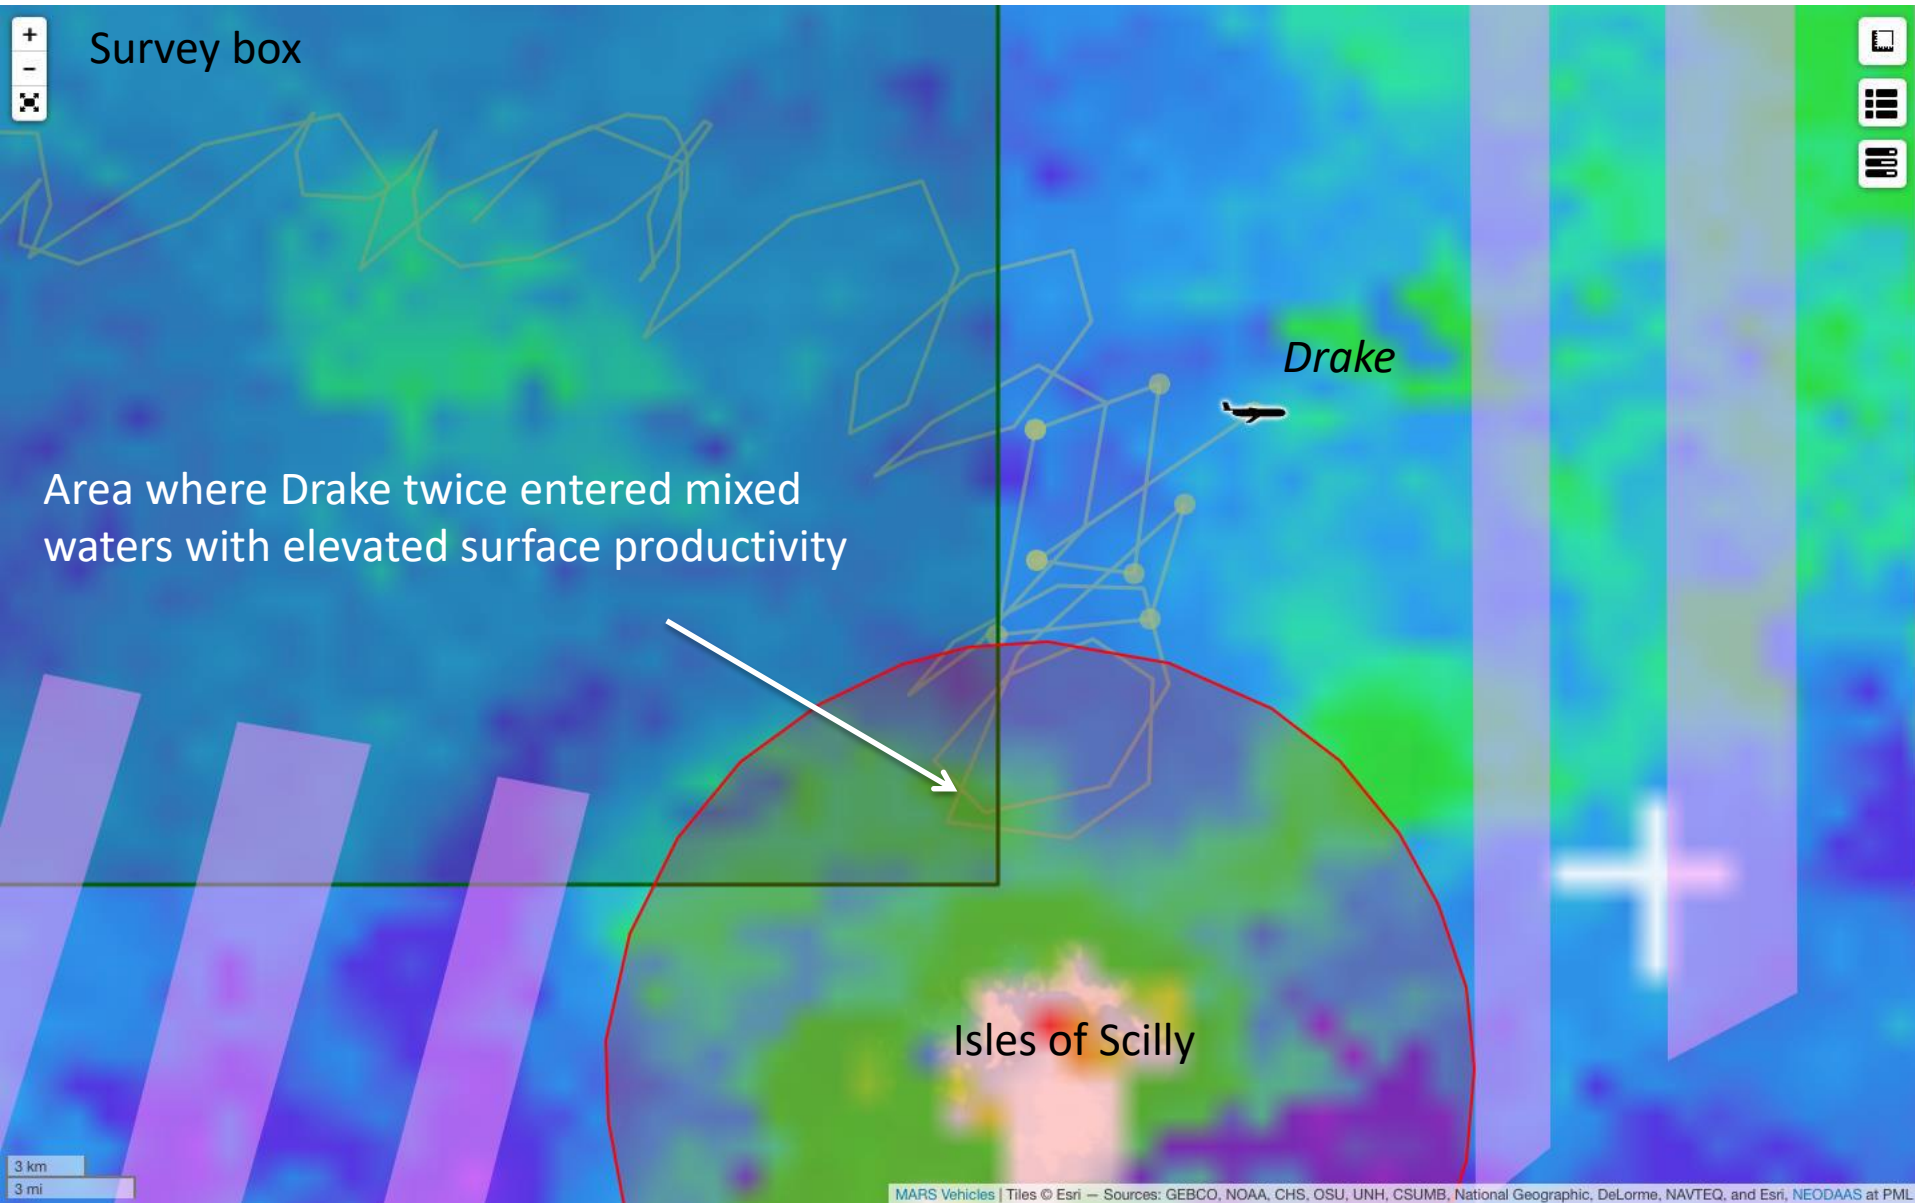 +
Survey box
−
Drake
Area where Drake twice entered mixed
waters with elevated surface productivity
Isles of Scilly
3 km
3 mi
MARS Vehicles | Tiles © Esri — Sources: GEBCO, NOAA, CHS, OSU, UNH, CSUMB, National Geographic, DeLorme, NAVTEQ, and Esri, NEODAAS at PML